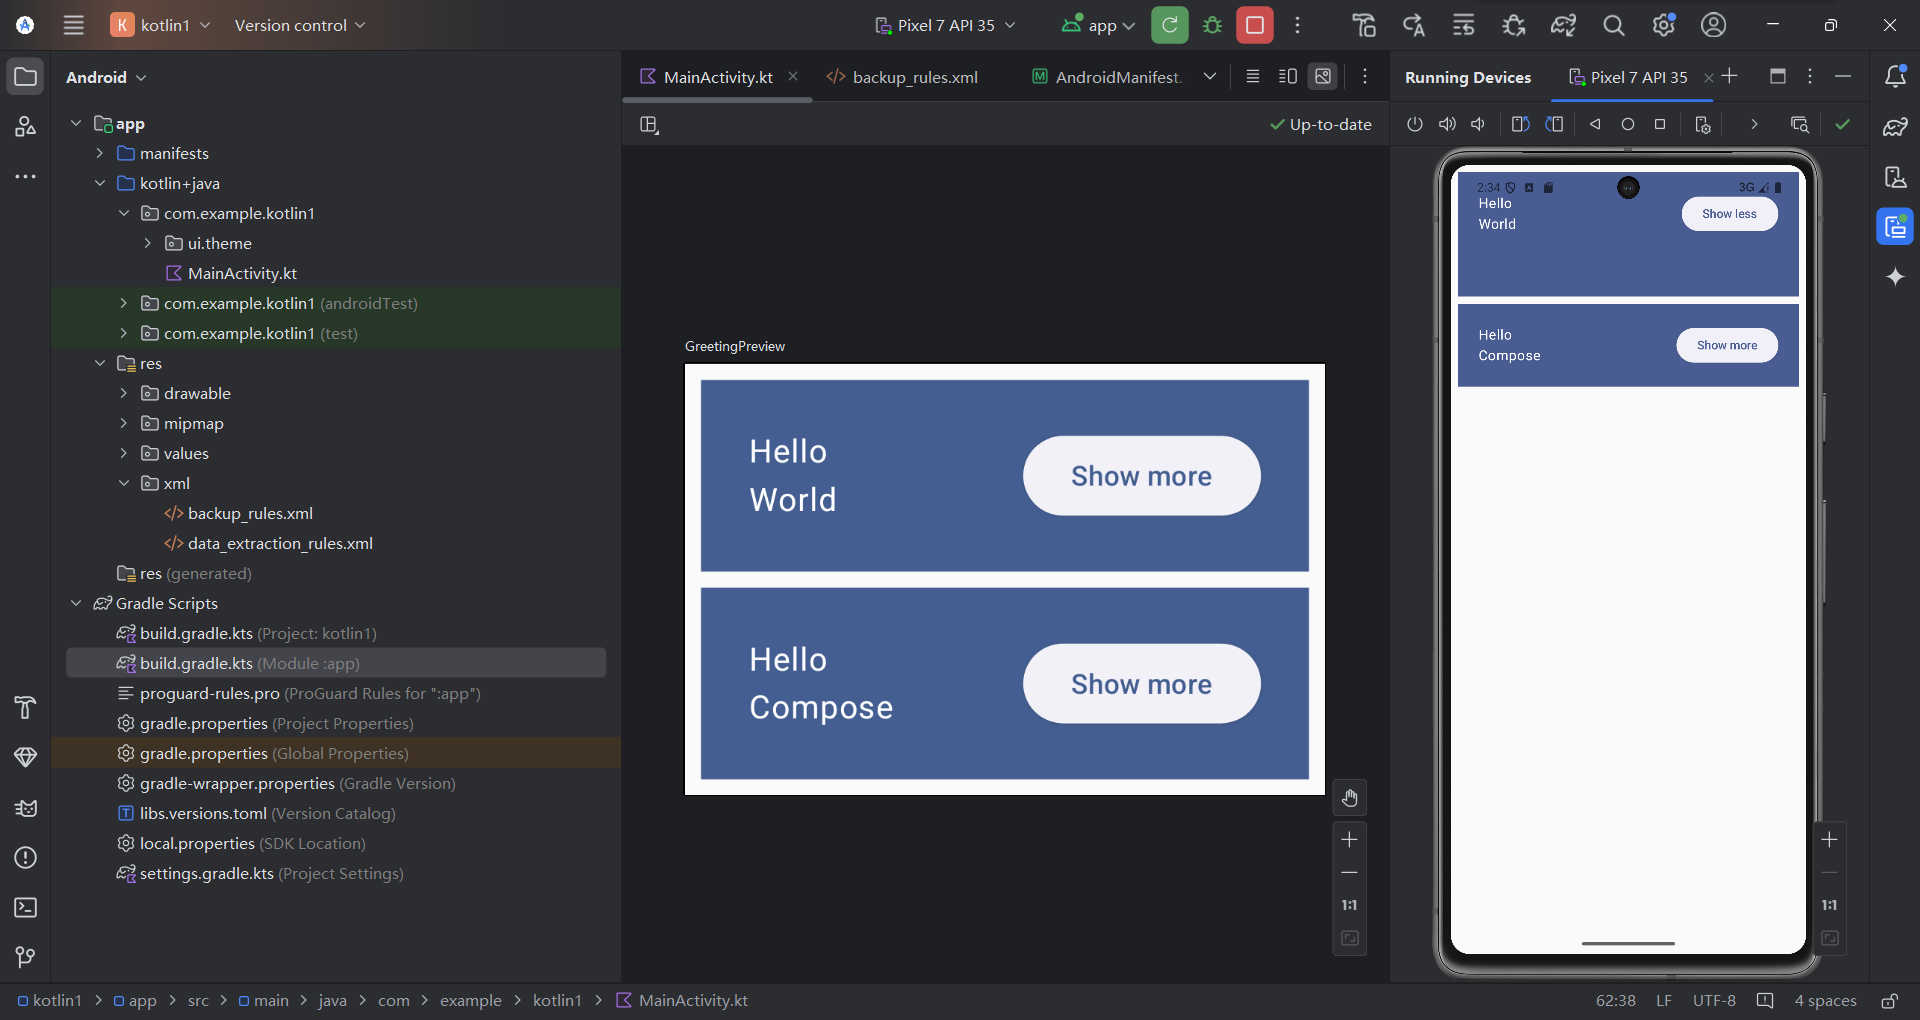 K kotlin1 Version control Pixel 7 API 35 app
Android
MainActivity.kt backup_rules.xml M AndroidManifest.
Running Devices Pixel 7 API 35
Up-to-date
app
manifests
kotlin+java
com.example.kotlin1
ui.theme
MainActivity.kt
com.example.kotlin1 (androidTest)
com.example.kotlin1 (test)
res
drawable
mipmap
values
xml
backup_rules.xml
data_extraction_rules.xml
res (generated)
Gradle Scripts
build.gradle.kts (Project: kotlin1)
build.gradle.kts (Module :app)
proguard-rules.pro (ProGuard Rules for ":app")
gradle.properties (Project Properties)
gradle.properties (Global Properties)
gradle-wrapper.properties (Gradle Version)
T libs.versions.toml (Version Catalog)
local.properties (SDK Location)
settings.gradle.kts (Project Settings)
GreetingPreview
Hello
World
Show more
Hello
Compose
Show more
1:1
2:34 A 3G
Hello
World
Show less
Hello
Compose
Show more
1:1
kotlin1 app src main java com example kotlin1 MainActivity.kt
62:38 LF UTF-8 4 spaces